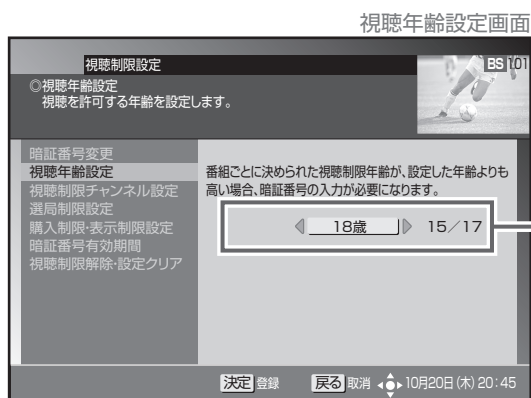 視聴年齢設定画面
視聴制限設定
BS 101
◎視聴年齢設定
視聴を許可する年齢を設定します。
暗証番号変更
視聴年齢設定
視聴制限チャンネル設定
選局制限設定
購入制限・表示制限設定
暗証番号有効期間
視聴制限解除・設定クリア
番組ごとに決められた視聴制限年齢が、設定した年齢よりも
高い場合、暗証番号の入力が必要になります。
18歳 15/17
決定 登録 戻る 取消 10月20日(木) 20:45